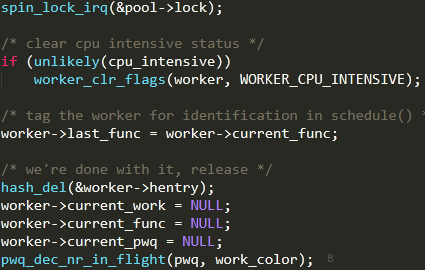 spin_lock_irq(&pool->lock);
/* clear cpu intensive status */
if (unlikely(cpu_intensive))
worker_clr_flags(worker, WORKER_CPU_INTENSIVE);
/* tag the worker for identification in schedule() *
worker->last_func = worker->current_func;
/* we're done with it, release */
hash_del(&worker->hentry);
worker->current_work = NULL;
worker->current_func = NULL;
worker->current_pwq = NULL;
pwq_dec_nr_in_flight(pwq, work_color); 8